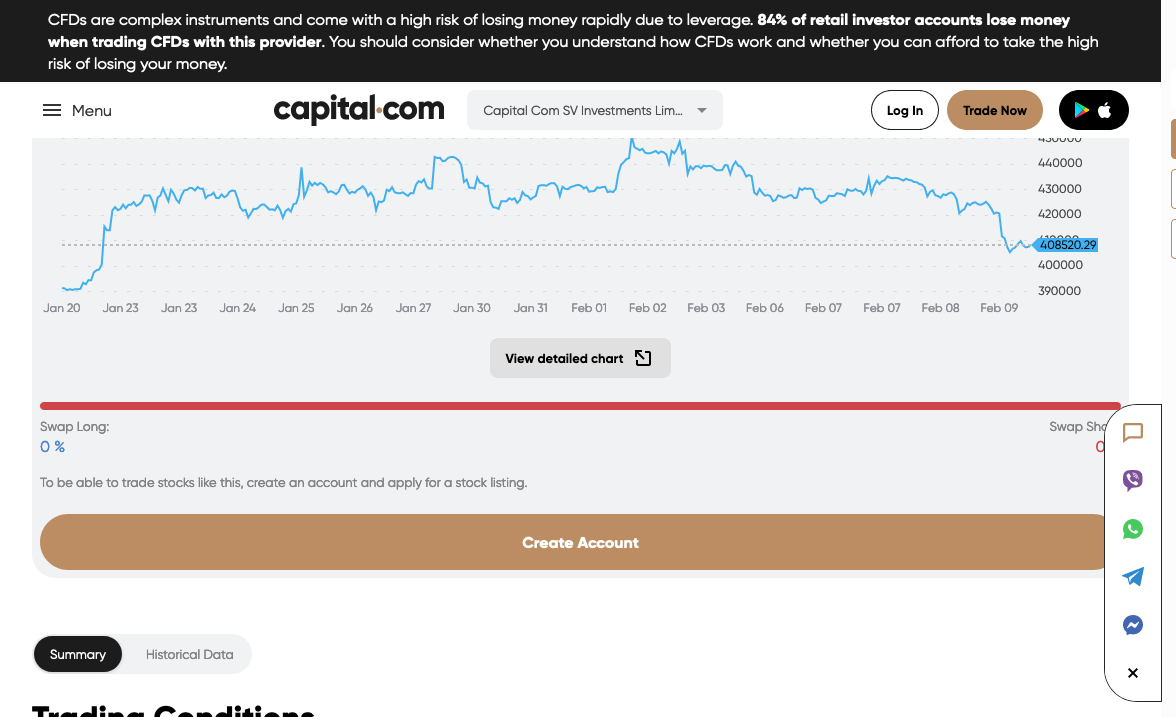 CFDs are complex instruments and come with a high risk of losing money rapidly due to leverage. 84% of retail investor accounts lose money
when trading CFDs with this provider. You should consider whether you understand how CFDs work and whether you can afford to take the high
risk of losing your money.
Menu
capital.com
Capital Com SV Investments Lim...
Log In
Trade Now
450000
440000
430000
420000
410000
408520.29
400000
390000
Jan 20 Jan 23 Jan 23 Jan 24 Jan 25 Jan 26 Jan 27 Jan 30 Jan 31 Feb 01 Feb 02 Feb 03 Feb 06 Feb 07 Feb 07 Feb 08 Feb 09
View detailed chart
Swap Long:
Swap Sho
0 %
0
To be able to trade stocks like this, create an account and apply for a stock listing.
Create Account
Summary
Historical Data
Trading Conditions